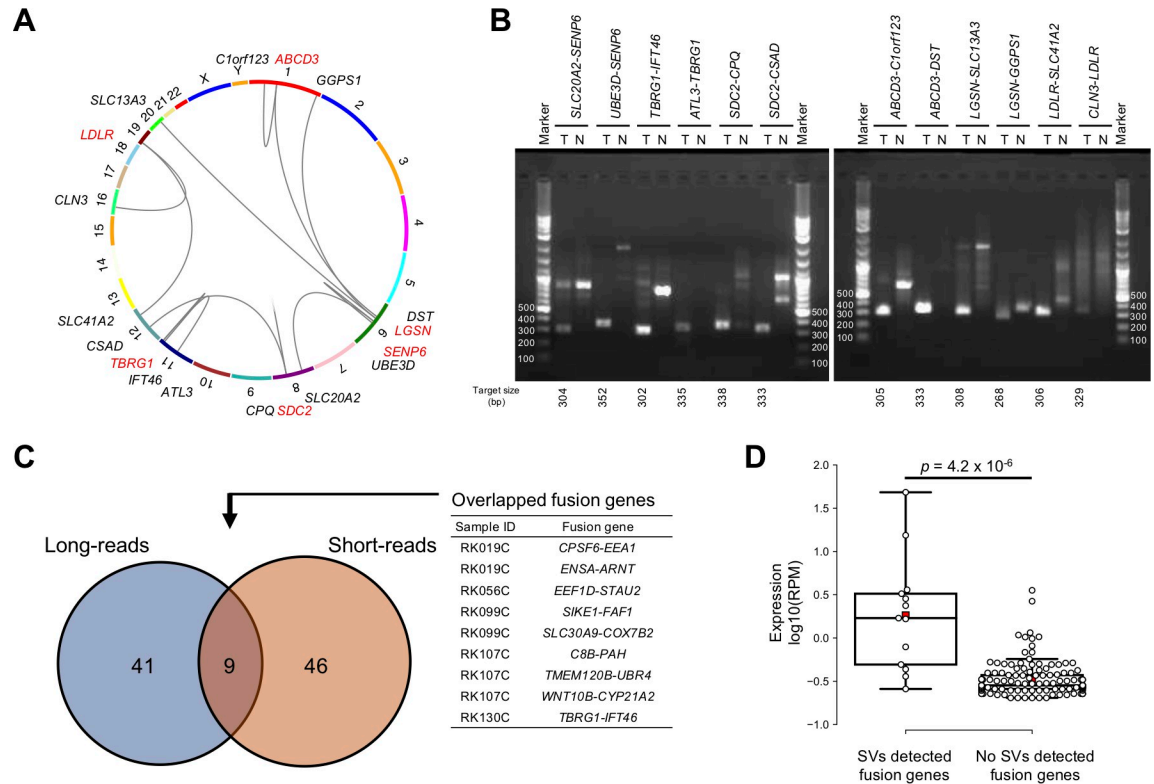 A
C1orf123 ABCD3
GGPS1
SLC13A3
LDLR
CLN3
SLC41A2
CSAD
TBRG1
IFT46
ATL3
CPQ SDC2
SLC20A2
UBE3D
SENP6
LGSN
DST
1
2
3
4
5
6
7
8
9
10
11
12
13
14
15
16
17
18
19
20
21
22
X
Y
B
Marker SLC20A2-SENP6 UBE3D-SENP6 TBRG1-IFT46 ATL3-TBRG1 SDC2-CPQ SDC2-CSAD Marker
T N T N T N T N T N T N
500
400
300
200
100
500
400
300
200
100
Target size
(bp)
304 352 302 335 338 333
ABCD3-C1orf123 ABCD3-DST LGSN-SLC13A3 LGSN-GGPS1 LDLR-SLC41A2 CLN3-LDLR Marker
T N T N T N T N T N T N
500
400
300
200
100
500
400
300
200
100
305 333 308 268 306 329
C
Long-reads
Short-reads
41 9 46
Overlapped fusion genes
Sample ID Fusion gene
RK019C CPSF6-EEA1
RK019C ENSA-ARNT
RK056C EEF1D-STAU2
RK099C SIKE1-FAF1
RK099C SLC30A9-COX7B2
RK107C C8B-PAH
RK107C TMEM120B-UBR4
RK107C WNT10B-CYP21A2
RK130C TBRG1-IFT46
D
p = 4.2 x 10-6
Expression
log10(RPM)
2.0
1.5
1.0
0.5
0.0
−0.5
−1.0
SVs detected
fusion genes
No SVs detected
fusion genes